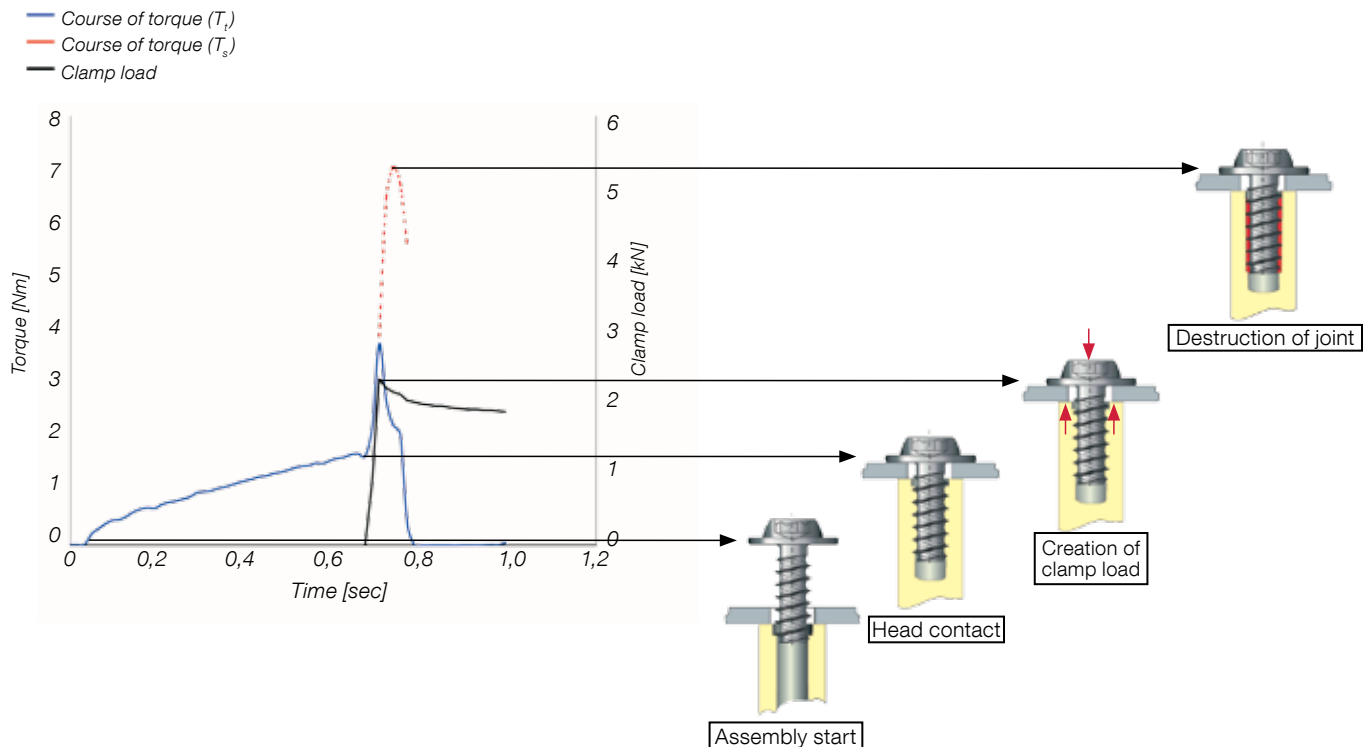 Course of torque (Tt)
Course of torque (Ts)
Clamp load
8
7
6
5
4
3
2
1
0
Torque [Nm]
6
5
4
3
2
1
0
Clamp load [kN]
0
0,2
0,4
0,6
0,8
1,0
1,2
Time [sec]
Destruction of joint
Creation of
clamp load
Head contact
Assembly start